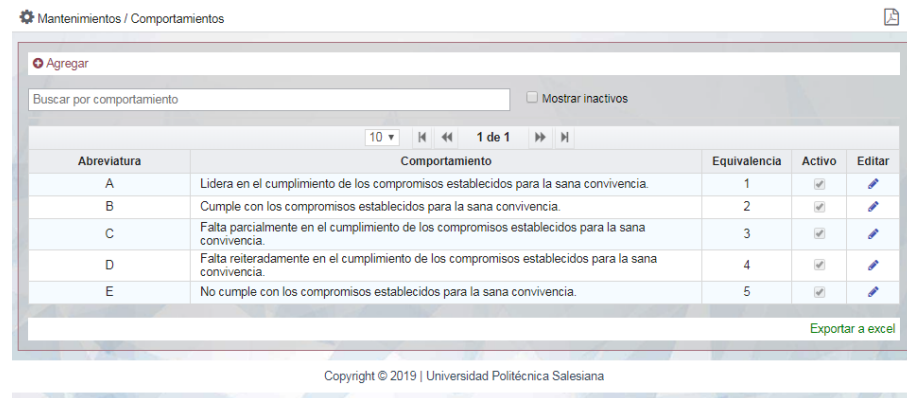 Mantenimientos / Comportamientos
Agregar
Buscar por comportamiento
Mostrar inactivos
10 1 de 1
Abreviatura Comportamiento Equivalencia Activo Editar
A Lidera en el cumplimiento de los compromisos establecidos para la sana convivencia. 1
B Cumple con los compromisos establecidos para la sana convivencia. 2
C Falta parcialmente en el cumplimiento de los compromisos establecidos para la sana
convivencia. 3
D Falta reiteradamente en el cumplimiento de los compromisos establecidos para la sana
convivencia. 4
E No cumple con los compromisos establecidos para la sana convivencia. 5
Exportar a excel
Copyright © 2019 | Universidad Politécnica Salesiana